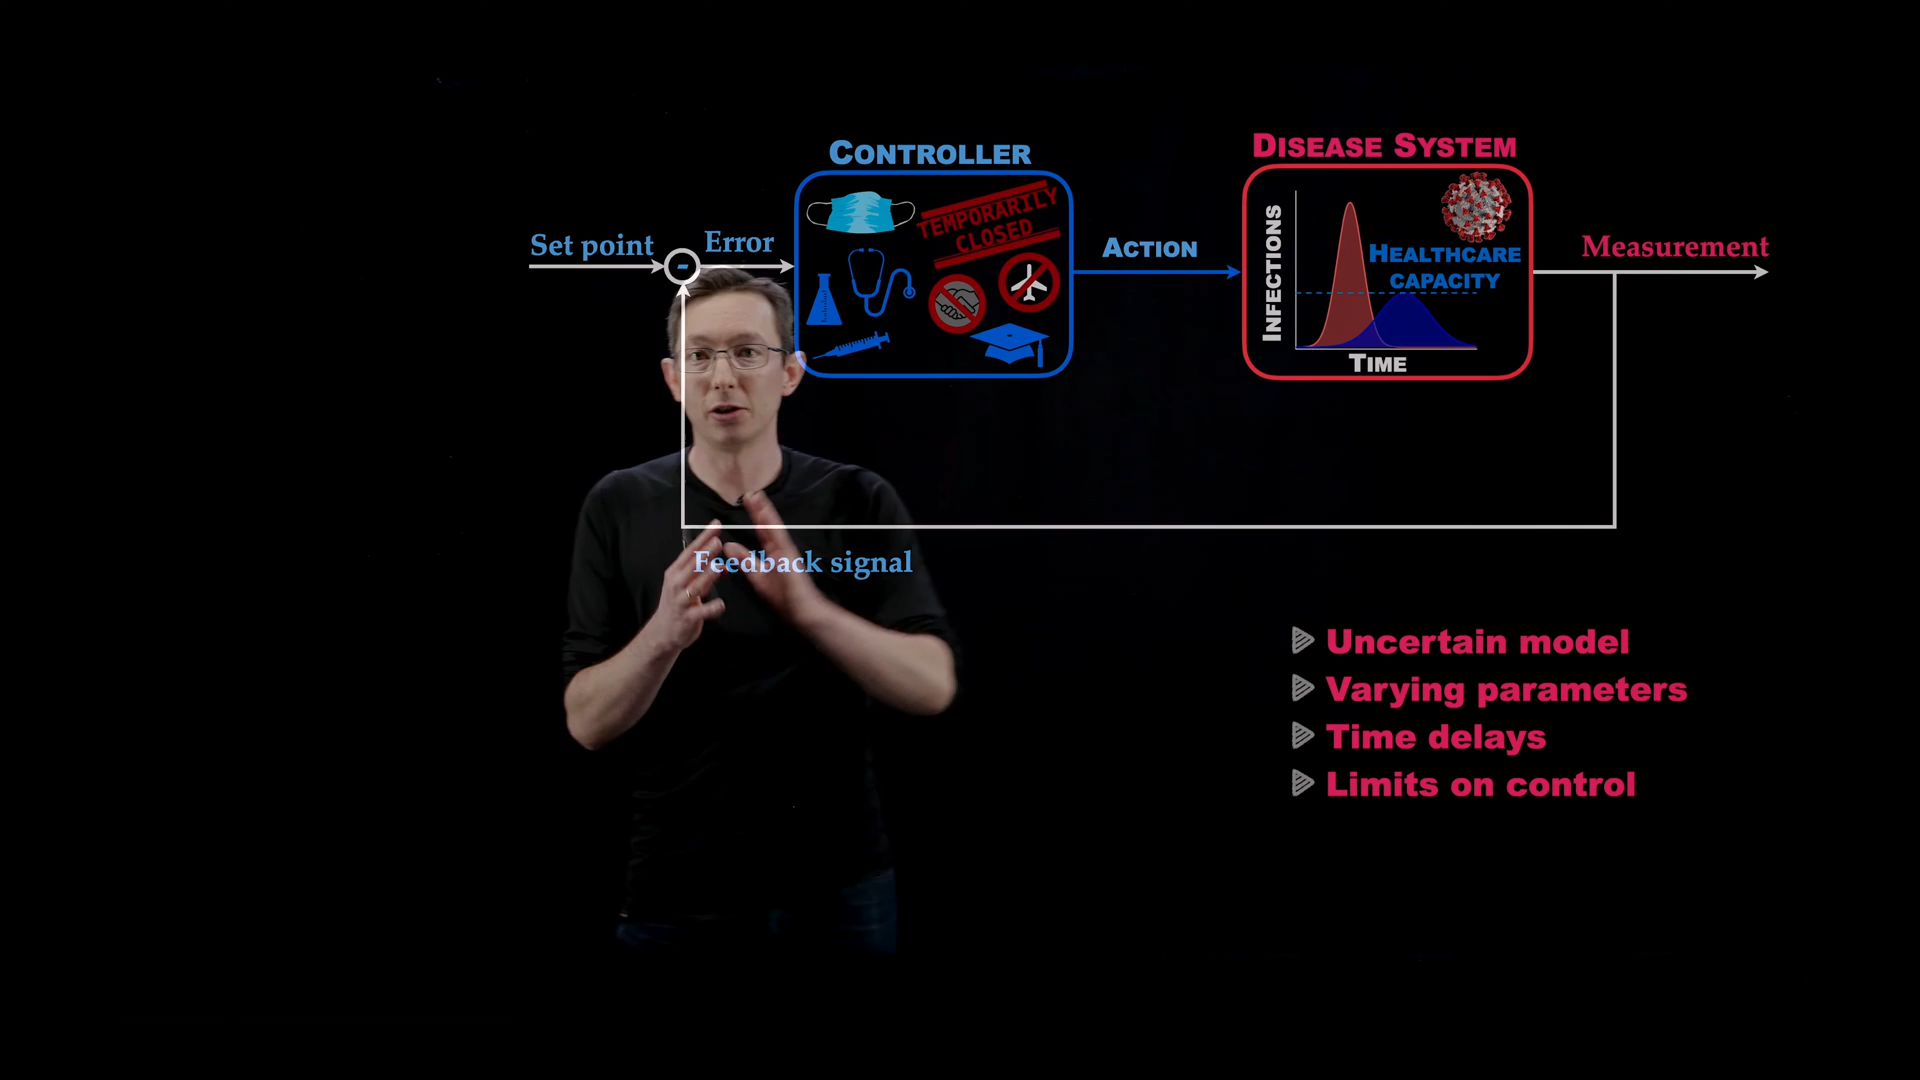 CONTROLLER
DISEASE SYSTEM
Set point
-
Error
TEMPORARILY
CLOSED
ACTION
INFECTIONS
HEALTHCARE
CAPACITY
TIME
Measurement
Feedback signal
Uncertain model
Varying parameters
Time delays
Limits on control